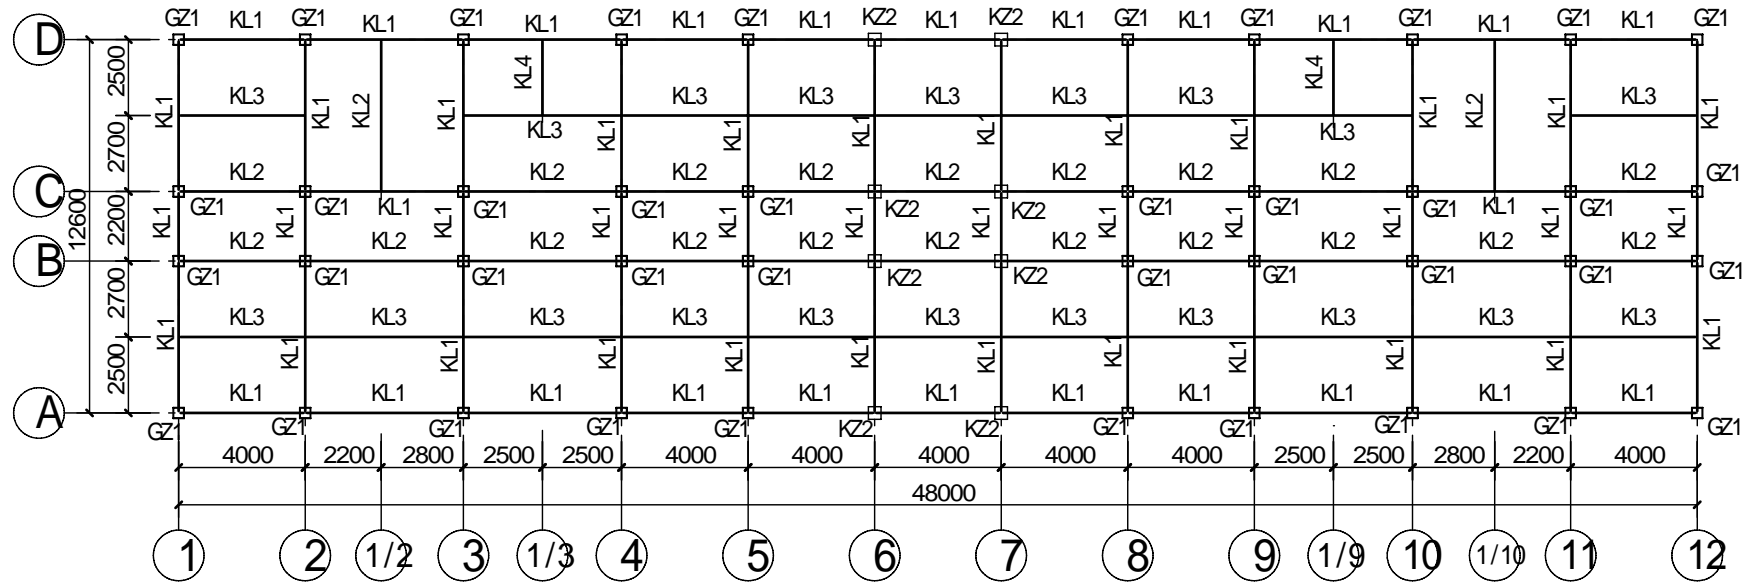 GZ1 KL1 GZ1 KL1 GZ1 KL1 GZ1 KL1 GZ1 KL1 KZ2 KL1 KZ2 KL1 GZ1 KL1 GZ1 KL1 GZ1 KL1 GZ1 KL1 GZ1
D
2500 KL2 KL4 KL4 KL2
KL3 KL3 KL3 KL3 KL3 KL3
KL1 KL1 KL1 KL1 KL1 KL1 KL1
KL3 KL1 KL1 KL1 KL1 KL1 KL1 KL3
2700 KL2 KL2 KL2 KL2 KL2 KL2 KL2 KL2 KL2
C GZ1
GZ1 GZ1 KL1 GZ1 GZ1 GZ1 KZ2 KZ2 GZ1 GZ1 GZ1 KL1 GZ1
12600 2200 KL1 KL1 KL1 KL1 KL1 KL1 KL1 KL1 KL1 KL1 KL1 KL1
KL2 KL2 KL2 KL2 KL2 KL2 KL2 KL2 KL2 KL2 KL2
B GZ1
GZ1 GZ1 GZ1 GZ1 GZ1 KZ2 KZ2 GZ1 GZ1 GZ1 GZ1
2700 KL3 KL3 KL3 KL3 KL3 KL3 KL3 KL3 KL3 KL3 KL3
KL1 KL1
2500 KL1 KL1 KL1 KL1 KL1 KL1 KL1 KL1 KL1 KL1
KL1 KL1 KL1 KL1 KL1 KL1 KL1 KL1 KL1 KL1 KL1
A
GZ1 GZ1 GZ1 GZ1 GZ1 KZ2 KZ2 GZ1 GZ1 GZ1 GZ1 GZ1
4000 2200 2800 2500 2500 4000 4000 4000 4000 4000 2500 2500 2800 2200 4000
48000
1 2 1/2 3 1/3 4 5 6 7 8 9 1/9 10 1/10 11 12